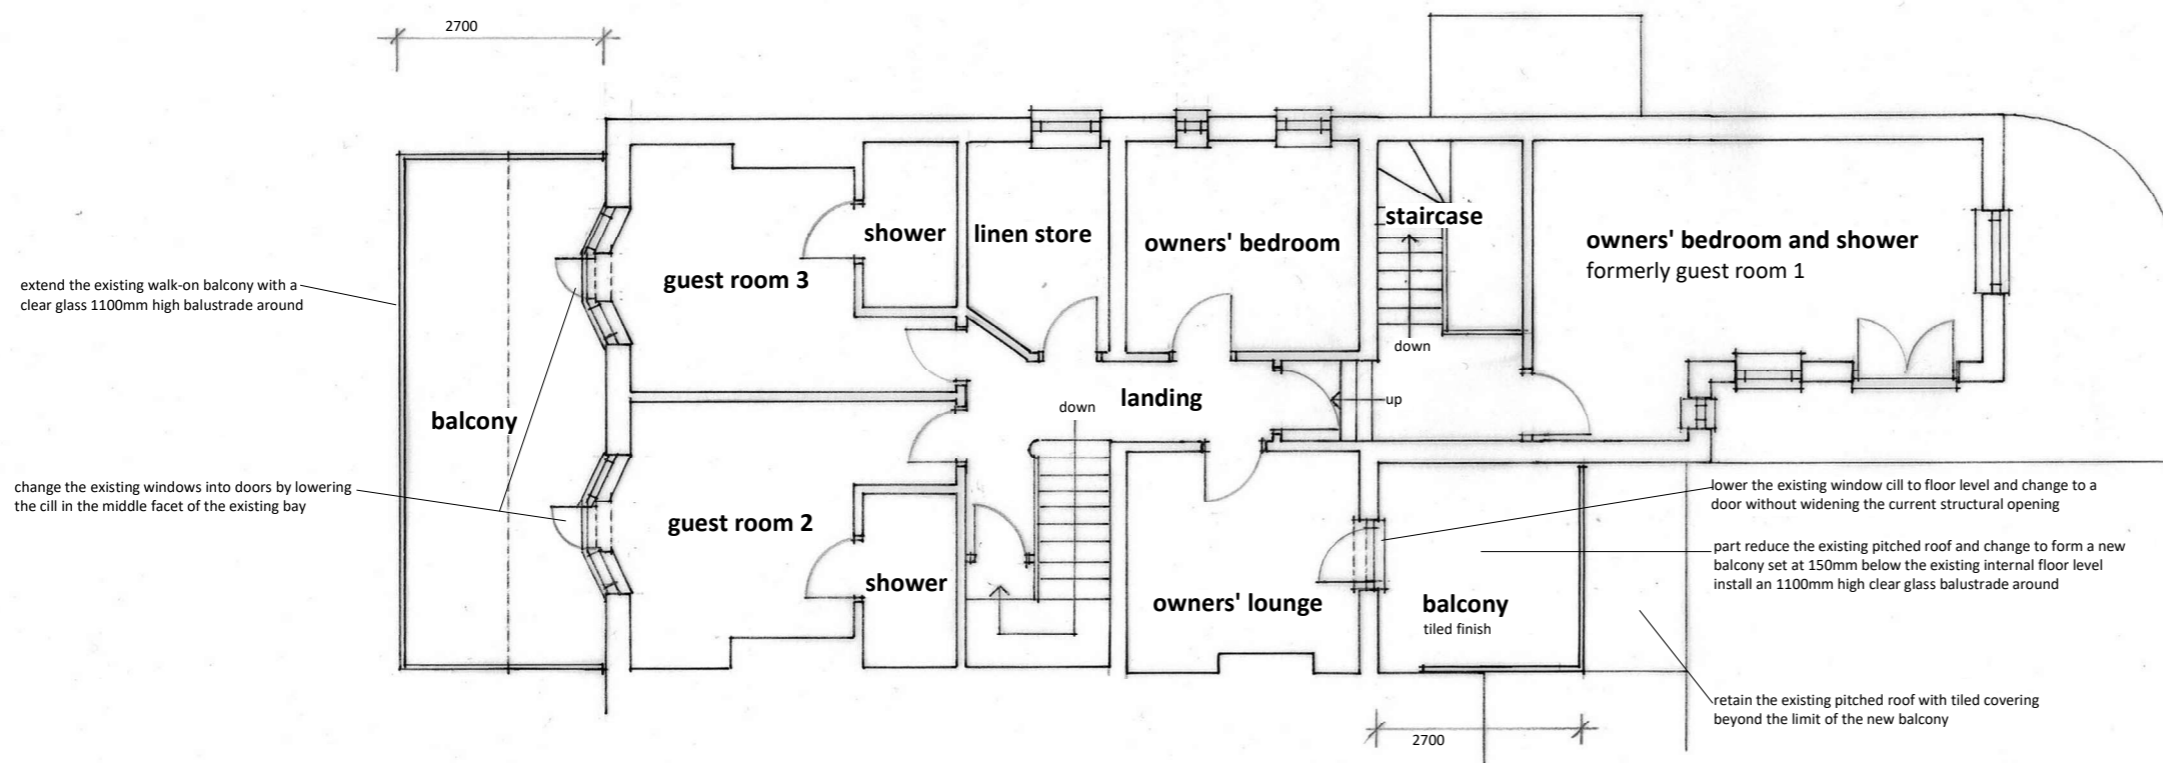 2700
extend the existing walk-on balcony with a
clear glass 1100mm high balustrade around
change the existing windows into doors by lowering
the cill in the middle facet of the existing bay
balcony
guest room 3
shower
linen store
owners' bedroom
staircase
down
owners' bedroom and shower
formerly guest room 1
landing
down
up
guest room 2
shower
owners' lounge
balcony
tiled finish
lower the existing window cill to floor level and change to a
door without widening the current structural opening
part reduce the existing pitched roof and change to form a new
balcony set at 150mm below the existing internal floor level
install an 1100mm high clear glass balustrade around
retain the existing pitched roof with tiled covering
beyond the limit of the new balcony
2700